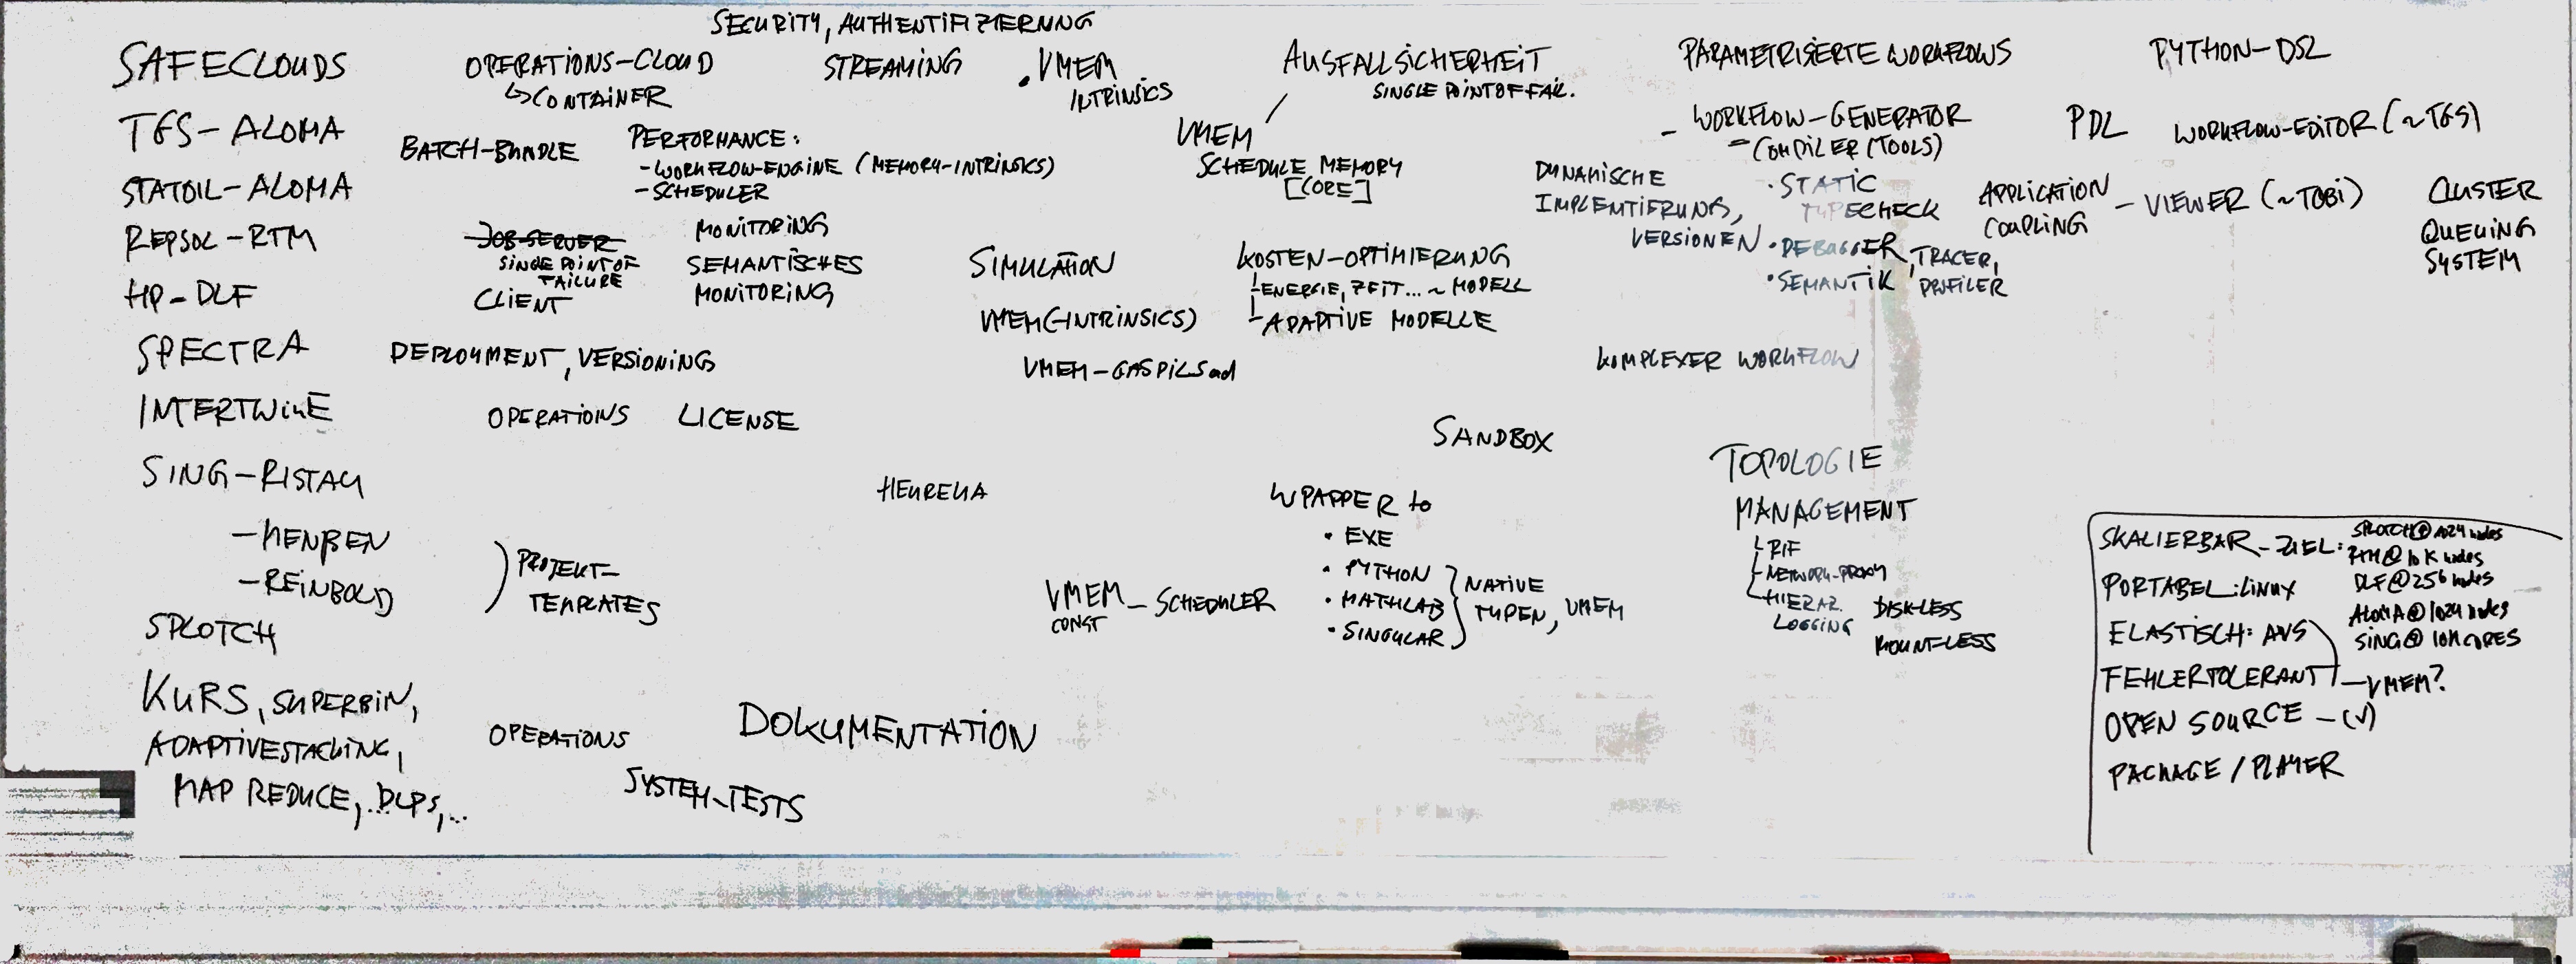 SECURITY, AUTHENTIFIZIERUNG
SAFECLOUDS
TGS-ALOMA
STATOIL-ALOMA
REPSOL-RTM
HP-DLF
SPECTRA
INTERTWINE
SING-RISTAU
-REINBOLD
SPLOTCH
KURS, SUPERBIN,
ADAPTIVESTACKING,
MAP REDUCE, DLPS,...
OPERATIONS-CLOUD
↳CONTAINER
BATCH-BUNDLE
PERFORMANCE:
-WORKFLOW-ENGINE (MEMORY-INTRINSICS)
-SCHEDULER
JOB-SERVER
SINGLE POINT OF
FAILURE
CLIENT
MONITORING
SEMANTISCHES
MONITORING
DEPLOYMENT, VERSIONING
OPERATIONS LICENSE
PROJEKT-
TEMPLATES
OPERATIONS
DOKUMENTATION
SYSTEM-TESTS
STREAMING
• VMEM
INTRINSICS
AUSFALLSICHERHEIT
SINGLE POINT OF FAIL.
VMEM
SCHEDULE MEMORY
[CORE]
SIMULATION
VMEM(-INTRINSICS)
VMEM-GASPILSad
KOSTEN-OPTIMIERUNG
ENERGIE, ZEIT...~ MODELL
ADAPTIVE MODELLE
HEUREKA
SANDBOX
VMEM-SCHEDULER
CONST
WRAPPER to
• EXE
• PYTHON
• MATHLAB
• SINGULAR
NATIVE
TYPEN, VMEM
PARAMETRISIERTE WORKFLOWS
- WORKFLOW-GENERATOR
= COMPILER (TOOLS)
• STATIC
TYPECHECK
• DEBUGGER, TRACER,
PROFILER
• SEMANTIK
DYNAMISCHE
IMPLEMTIERUNG,
VERSIONEN
KOMPLEXER WORKFLOW
TOPOLOGIE
MANAGEMENT
RIF
NETWORK-PROXY
HIERAR.
LOGGING
DISK-LESS
MOUNT-LESS
PYTHON-DSL
PDL WORKFLOW-EDITOR (~TGS)
APPLICATION
COUPLING
- VIEWER (~TOBI)
CLUSTER
QUEUING
SYSTEM
SKALIERBAR-ZIEL: SPLOTCH@1024 nodes
RTM@10K nodes
DLF@256 nodes
ALOMA@1024 nodes
SING@10K CORES
PORTABEL: LINUX
ELASTISCH: AVS
FEHLERTOLERANT - VMEM?
OPEN SOURCE - (√)
PACKAGE / PLAYER